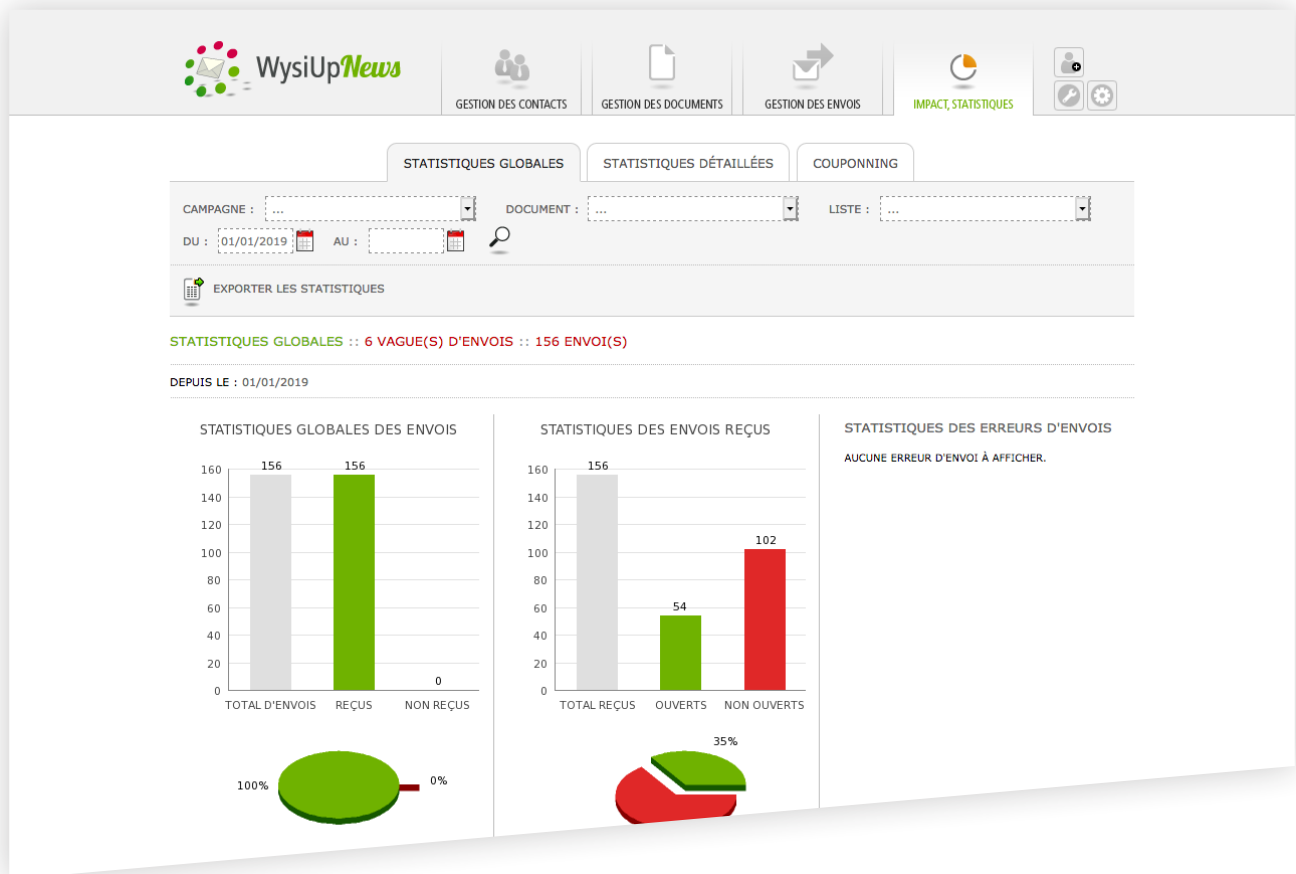 WysiUpNews
GESTION DES CONTACTS
GESTION DES DOCUMENTS
GESTION DES ENVOIS
IMPACT, STATISTIQUES
STATISTIQUES GLOBALES
STATISTIQUES DÉTAILLÉES
COUPONNING
CAMPAGNE : ...
DOCUMENT : ...
LISTE : ...
DU : 01/01/2019
AU :
EXPORTER LES STATISTIQUES
STATISTIQUES GLOBALES :: 6 VAGUE(S) D'ENVOIS :: 156 ENVOI(S)
DEPUIS LE : 01/01/2019
STATISTIQUES GLOBALES DES ENVOIS
160
140
120
100
80
60
40
20
0
156
156
0
TOTAL D'ENVOIS
REÇUS
NON REÇUS
100%
0%
STATISTIQUES DES ENVOIS REÇUS
160
140
120
100
80
60
40
20
0
156
54
102
TOTAL REÇUS
OUVERTS
NON OUVERTS
35%
STATISTIQUES DES ERREURS D'ENVOIS
AUCUNE ERREUR D'ENVOI À AFFICHER.